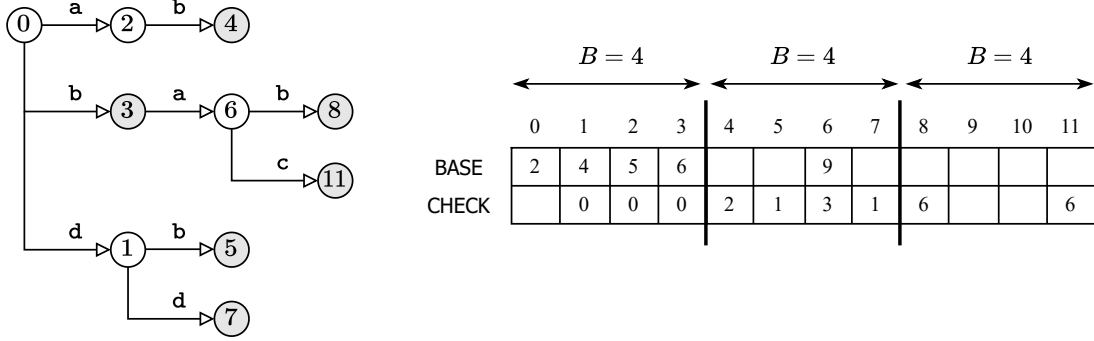 0 a 2 b 4
b 3 a 6 b 8
c 11
d 1 b 5
d 7
B = 4 B = 4 B = 4
0 1 2 3 4 5 6 7 8 9 10 11
BASE 2 4 5 6 9
CHECK 0 0 0 2 1 3 1 6 6